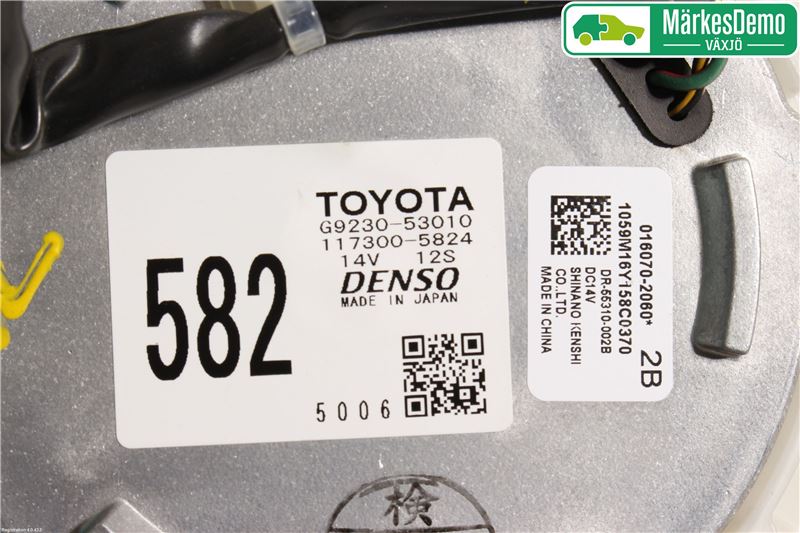 MärkesDemo
VÄXJÖ
582
TOYOTA
G9230-53010
117300-5824
14V 12S
DENSO
MADE IN JAPAN
5006
016070-2060*
1059M16Y158C0370
2B
DR-55310-002B
DC14V
SHINANO KENSHI
CO.,LTD.
MADE IN CHINA
検